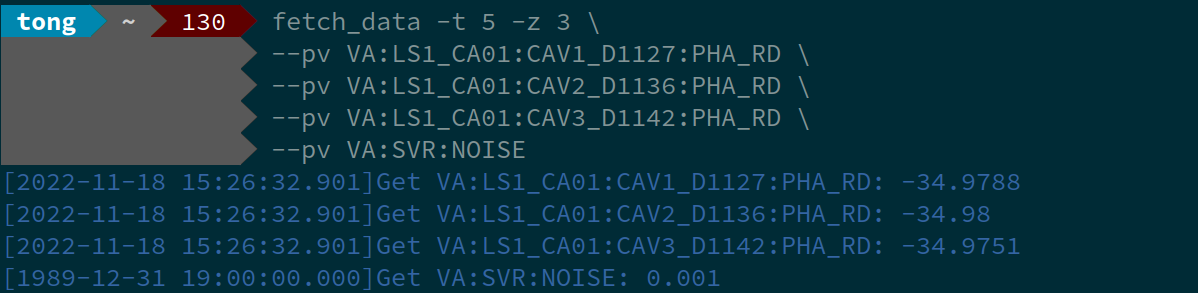 tong ~ 130 fetch_data -t 5 -z 3 \
--pv VA:LS1_CA01:CAV1_D1127:PHA_RD \
--pv VA:LS1_CA01:CAV2_D1136:PHA_RD \
--pv VA:LS1_CA01:CAV3_D1142:PHA_RD \
--pv VA:SVR:NOISE
[2022-11-18 15:26:32.901]Get VA:LS1_CA01:CAV1_D1127:PHA_RD: -34.9788
[2022-11-18 15:26:32.901]Get VA:LS1_CA01:CAV2_D1136:PHA_RD: -34.98
[2022-11-18 15:26:32.901]Get VA:LS1_CA01:CAV3_D1142:PHA_RD: -34.9751
[1989-12-31 19:00:00.000]Get VA:SVR:NOISE: 0.001